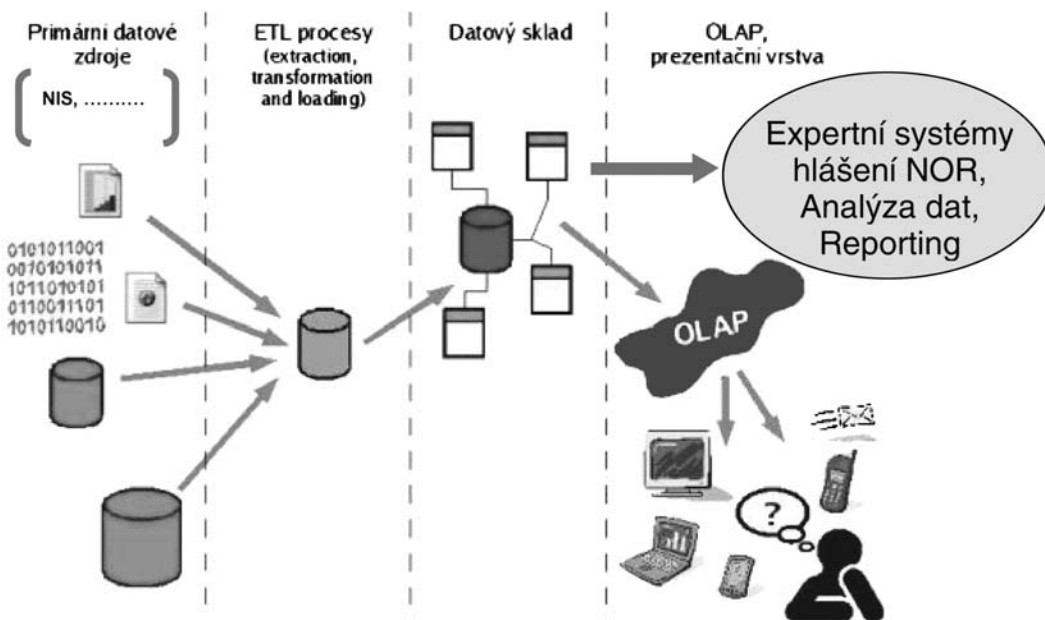 Primární datové
zdroje
NIS, ..........
ETL procesy
(extraction,
transformation
and loading)
Datový sklad
OLAP,
prezentační vrstva
Expertní systémy
hlášení NOR,
Analýza dat,
Reporting
0101011001
0010101011
1011010101
0110011101
1010110010
OLAP
?